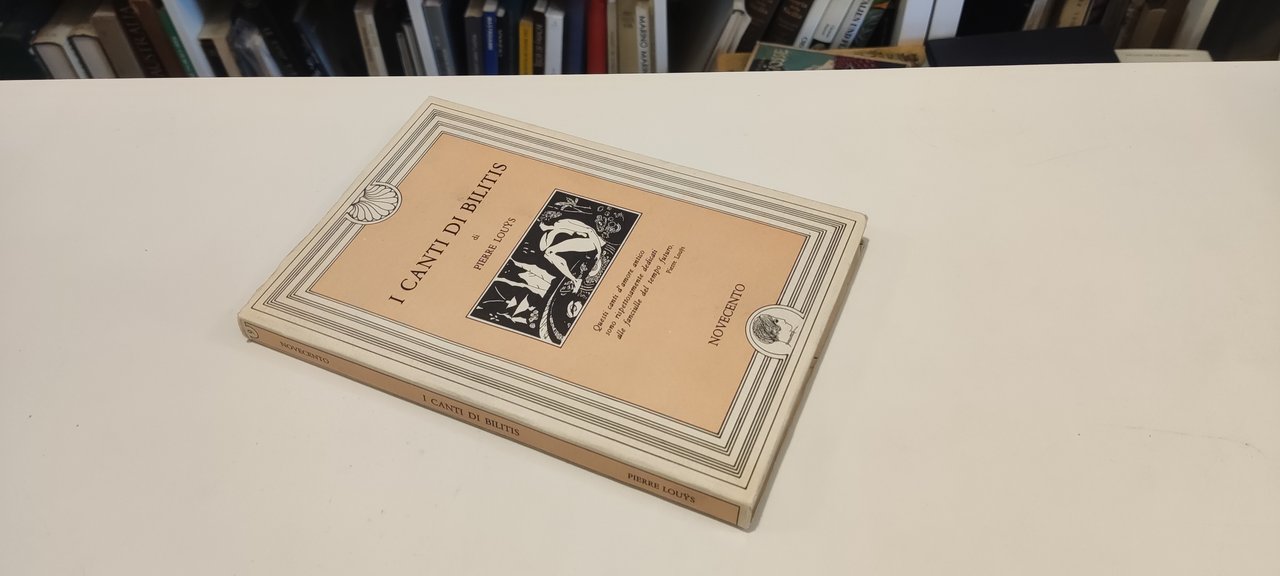 I CANTI DI BILITIS
di
PIERRE LOUŸS
Questi canti d'amore antico
sono rispettosamente dedicati
alle fanciulle del tempo futuro.
Pierre Louÿs
NOVECENTO
NOVECENTO
I CANTI DI BILITIS
PIERRE LOUŸS